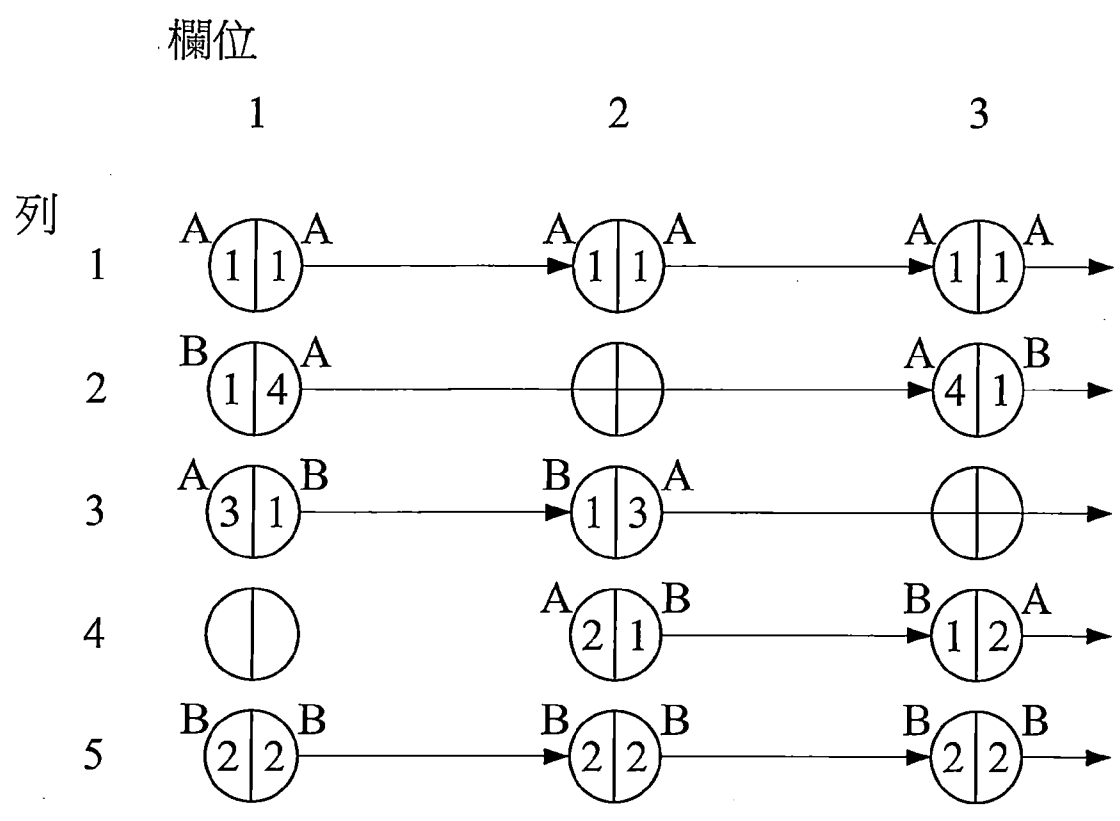 欄位
1 2 3
列
A A A A A A
1 1 1 1 1 1 1
B A A B
2 1 4 4 1
A B B A
3 3 1 1 3
A B B A
4 2 1 1 2
B B B B B B
5 2 2 2 2 2 2